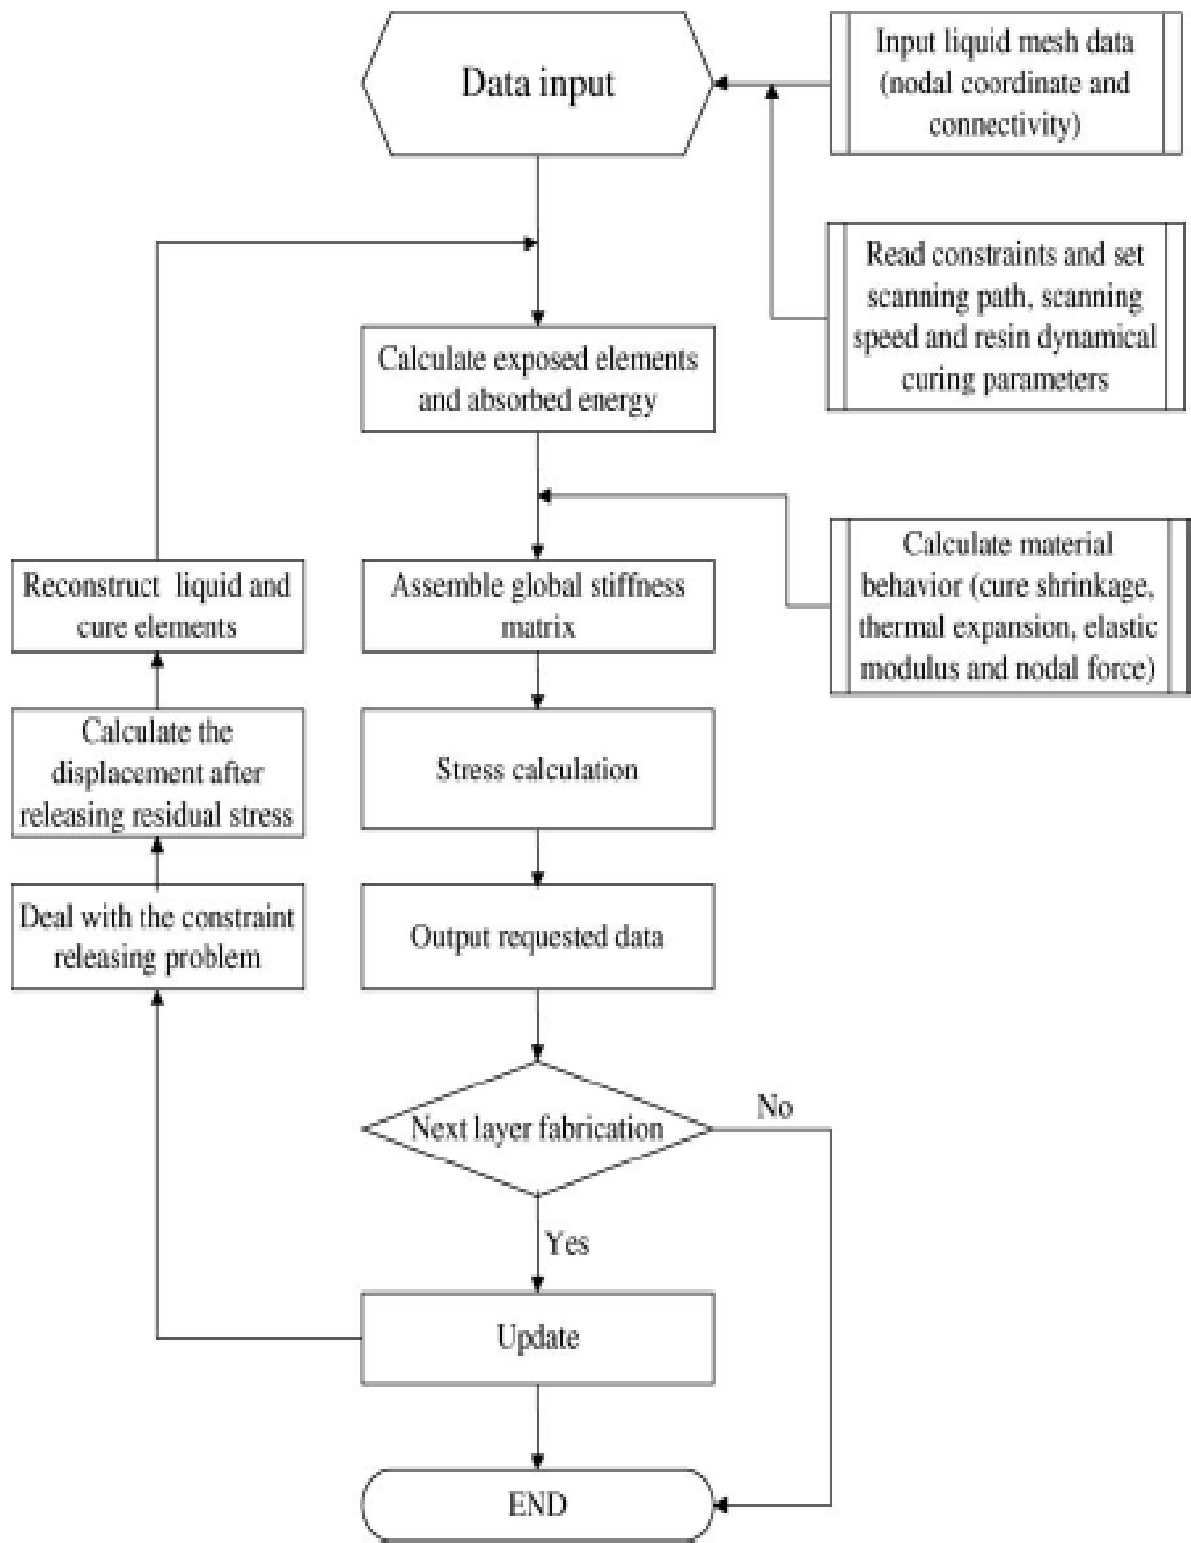 Data input
Input liquid mesh data
(nodal coordinate and
connectivity)
Read constraints and set
scanning path, scanning
speed and resin dynamical
curing parameters
Calculate exposed elements
and absorbed energy
Calculate material
behavior (cure shrinkage,
thermal expansion, elastic
modulus and nodal force)
Reconstruct liquid and
cure elements
Assemble global stiffness
matrix
Calculate the
displacement after
releasing residual stress
Stress calculation
Deal with the constraint
releasing problem
Output requested data
Next layer fabrication
No
Yes
Update
END